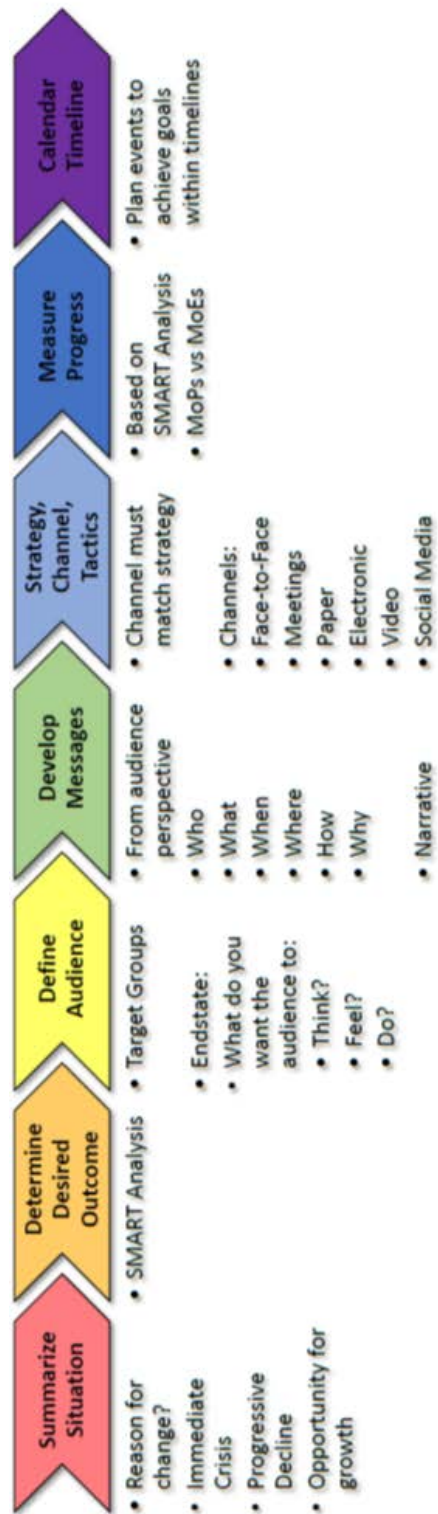 Summarize
Situation
• Reason for
change?
• Immediate
Crisis
• Progressive
Decline
• Opportunity for
growth
Determine
Desired
Outcome
• SMART Analysis
Define
Audience
• Target Groups
• Endstate:
• What do you
want the
audience to:
• Think?
• Feel?
• Do?
Develop
Messages
• From audience
perspective
• Who
• What
• When
• Where
• How
• Why
• Narrative
Strategy,
Channel,
Tactics
• Channel must
match strategy
• Channels:
• Face-to-Face
• Meetings
• Paper
• Electronic
• Video
• Social Media
Measure
Progress
• Based on
SMART Analysis
• MoPs vs MoEs
Calendar
Timeline
• Plan events to
achieve goals
within timelines